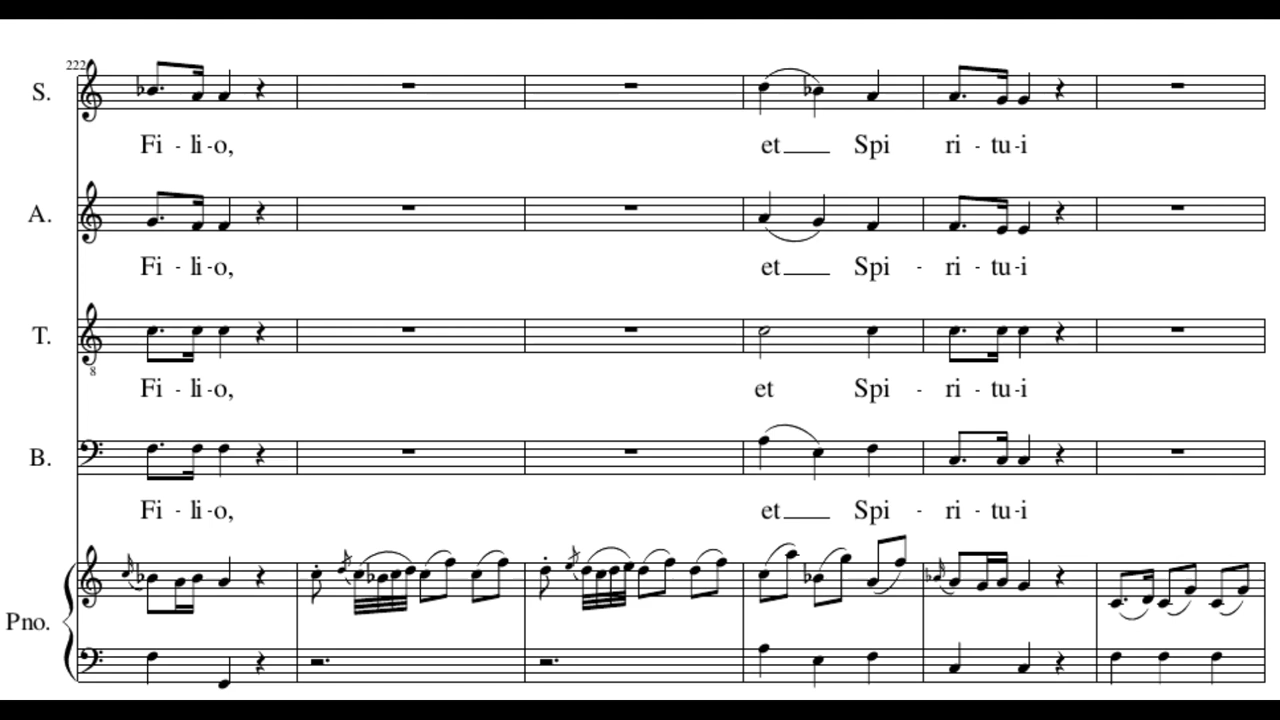 222
S.
Fi - li - o, et Spi ri - tu - i
A.
Fi - li - o, et Spi - ri - tu - i
T.
8
Fi - li - o, et Spi - ri - tu - i
B.
Fi - li - o, et Spi - ri - tu - i
Pno.